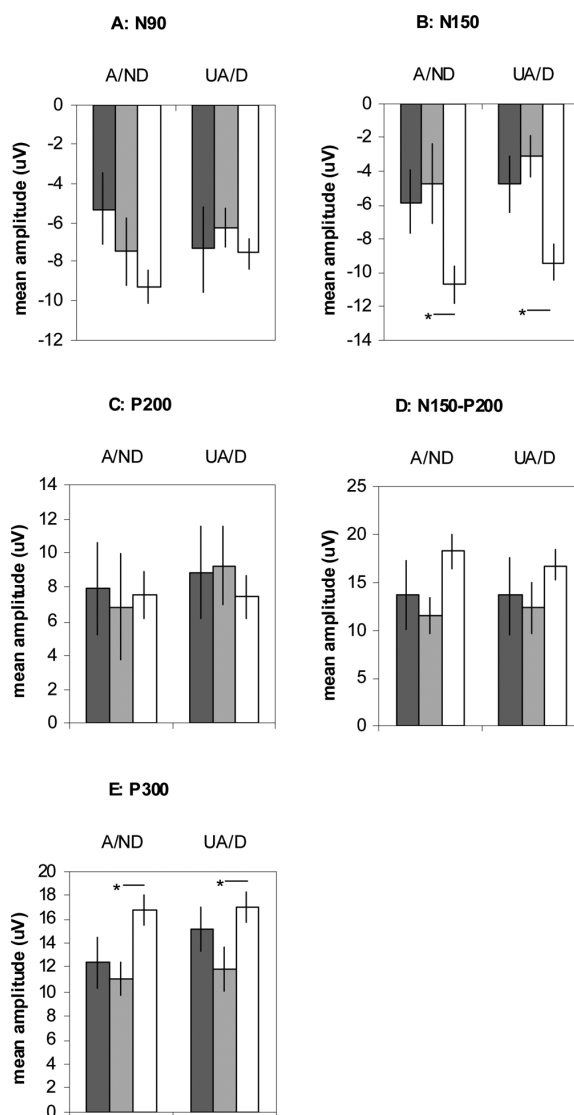 A: N90
A/ND UA/D
mean amplitude (uV)
0
-2
-4
-6
-8
-10
-12
B: N150
A/ND UA/D
mean amplitude (uV)
0
-2
-4
-6
-8
-10
-12
-14
* *
C: P200
A/ND UA/D
mean amplitude (uV)
14
12
10
8
6
4
2
0
D: N150-P200
A/ND UA/D
mean amplitude (uV)
25
20
15
10
5
0
E: P300
A/ND UA/D
mean amplitude (uV)
20
18
16
14
12
10
8
6
4
2
0
* *